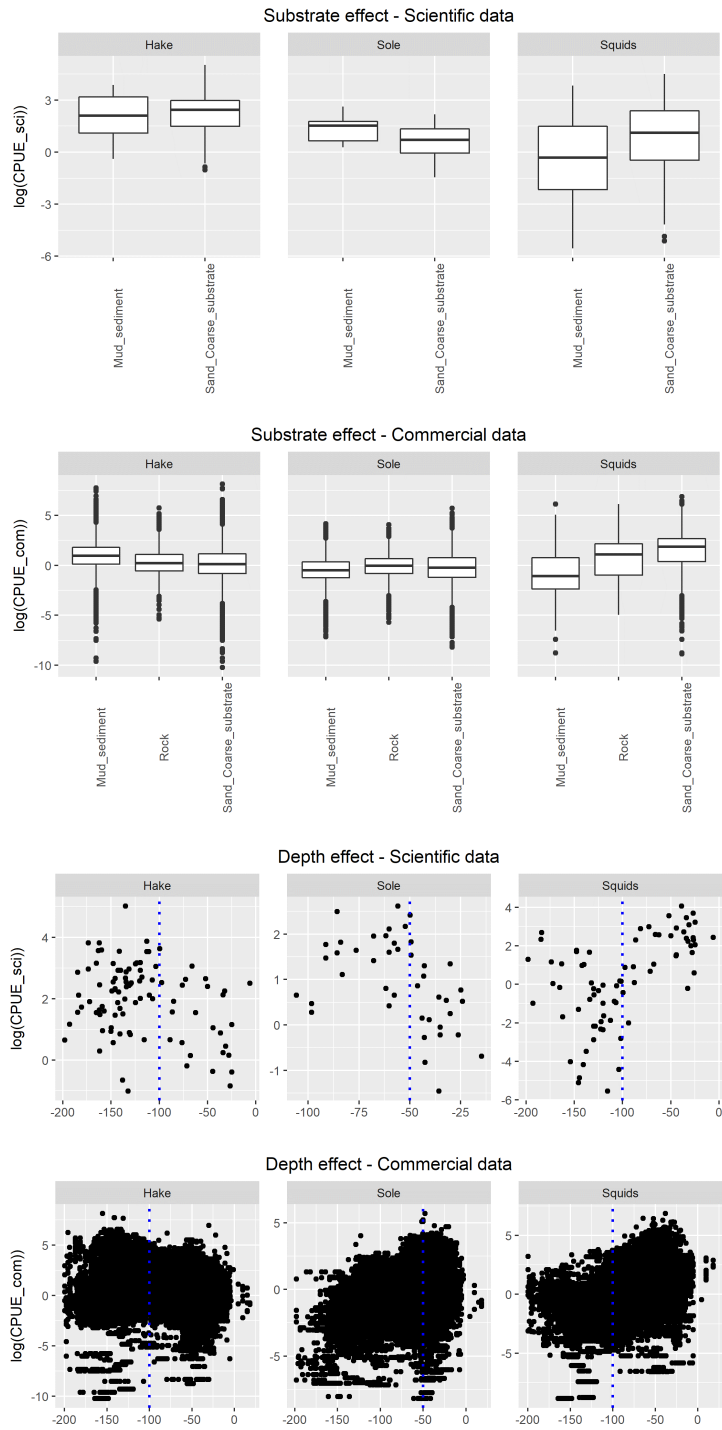 Substrate effect - Scientific data
Hake Sole Squids
log(CPUE_sci))
3
0
-3
-6
Mud_sediment Sand_Coarse_substrate Mud_sediment Sand_Coarse_substrate Mud_sediment Sand_Coarse_substrate
Substrate effect - Commercial data
Hake Sole Squids
log(CPUE_com))
5
0
-5
-10
Mud_sediment Rock Sand_Coarse_substrate Mud_sediment Rock Sand_Coarse_substrate Mud_sediment Rock Sand_Coarse_substrate
Depth effect - Scientific data
Hake Sole Squids
log(CPUE_sci))
4
2
0
2
1
0
-1
4
2
0
-2
-4
-6
-200 -150 -100 -50 0 -100 -75 -50 -25 -200 -150 -100 -50 0
Depth effect - Commercial data
Hake Sole Squids
log(CPUE_com))
5
0
-5
-10
5
0
-5
5
0
-5
-200 -150 -100 -50 0 -200 -150 -100 -50 0 -200 -150 -100 -50 0